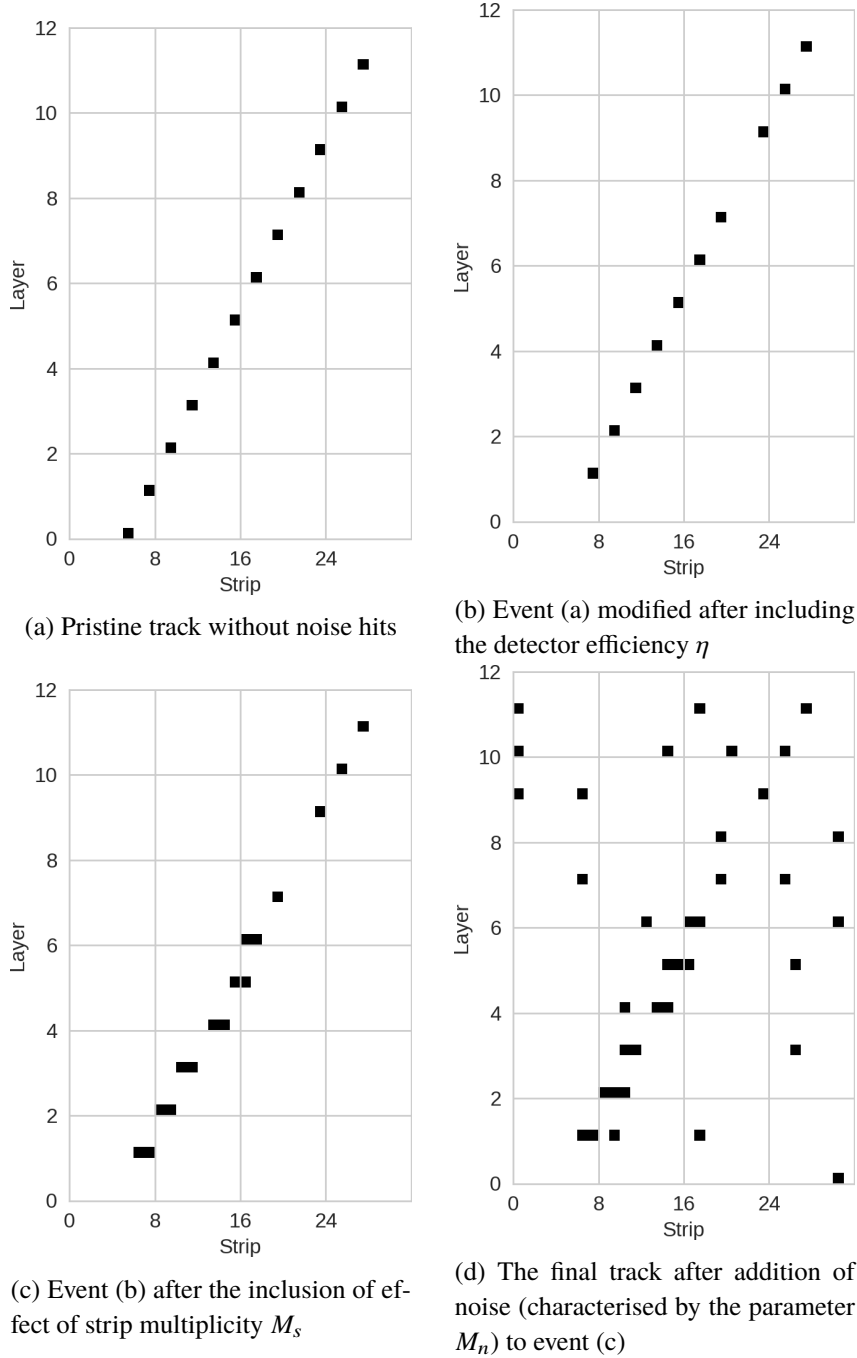 12
10
8
6
4
2
0
Layer
0 8 16 24
Strip
(a) Pristine track without noise hits
12
10
8
6
4
2
0
Layer
0 8 16 24
Strip
(b) Event (a) modified after including
the detector efficiency η
12
10
8
6
4
2
0
Layer
0 8 16 24
Strip
(c) Event (b) after the inclusion of ef-
fect of strip multiplicity Ms
12
10
8
6
4
2
0
Layer
0 8 16 24
Strip
(d) The final track after addition of
noise (characterised by the parameter
Mn) to event (c)